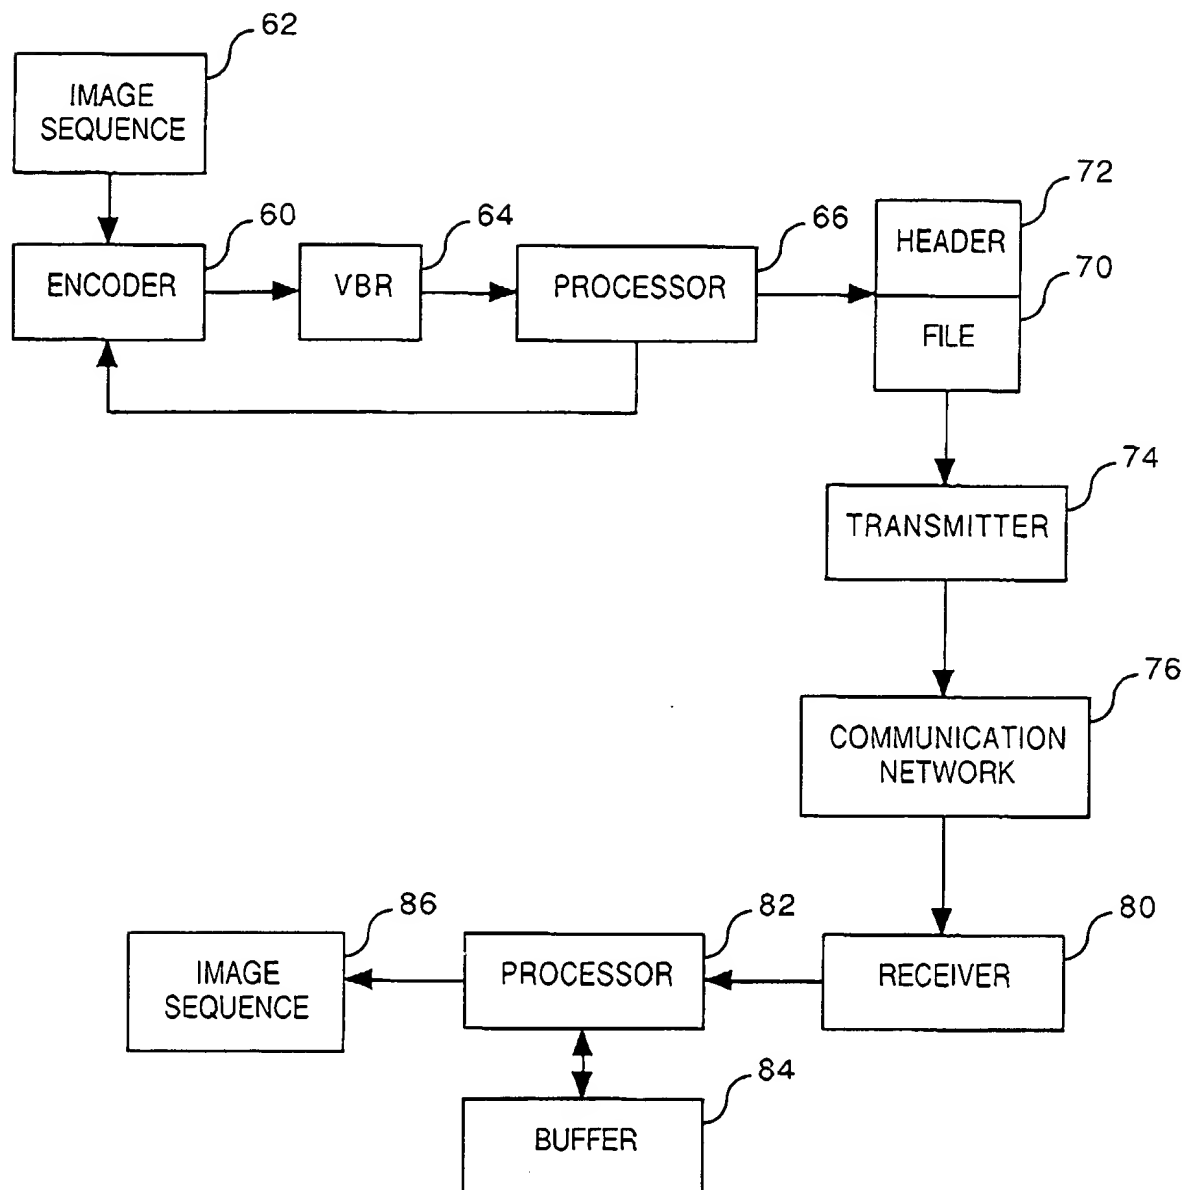 62
IMAGE
SEQUENCE
60
ENCODER
64
VBR
66
PROCESSOR
72
HEADER
70
FILE
74
TRANSMITTER
76
COMMUNICATION
NETWORK
80
RECEIVER
82
PROCESSOR
86
IMAGE
SEQUENCE
84
BUFFER